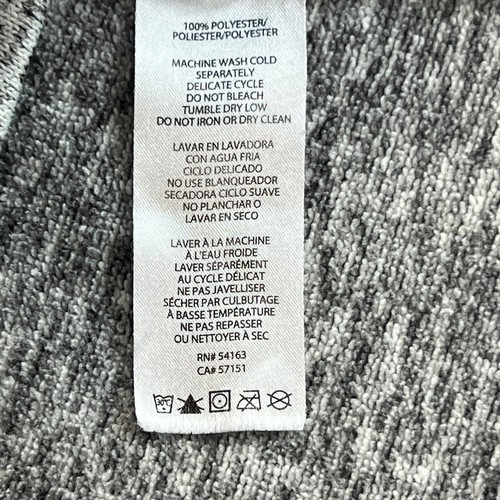 100% POLYESTER/
POLIESTER/POLYESTER
MACHINE WASH COLD
SEPARATELY
DELICATE CYCLE
DO NOT BLEACH
TUMBLE DRY LOW
DO NOT IRON OR DRY CLEAN
LAVAR EN LAVADORA
CON AGUA FRIA
CICLO DELICADO
NO USE BLANQUEADOR
SECADORA CICLO SUAVE
NO PLANCHAR O
LAVAR EN SECO
LAVER À LA MACHINE
À L'EAU FROIDE
LAVER SÉPARÉMENT
AU CYCLE DÉLICAT
NE PAS JAVELLISER
SÉCHER PAR CULBUTAGE
À BASSE TEMPÉRATURE
NE PAS REPASSER
OU NETTOYER À SEC
RN# 54163
CA# 57151
30°C